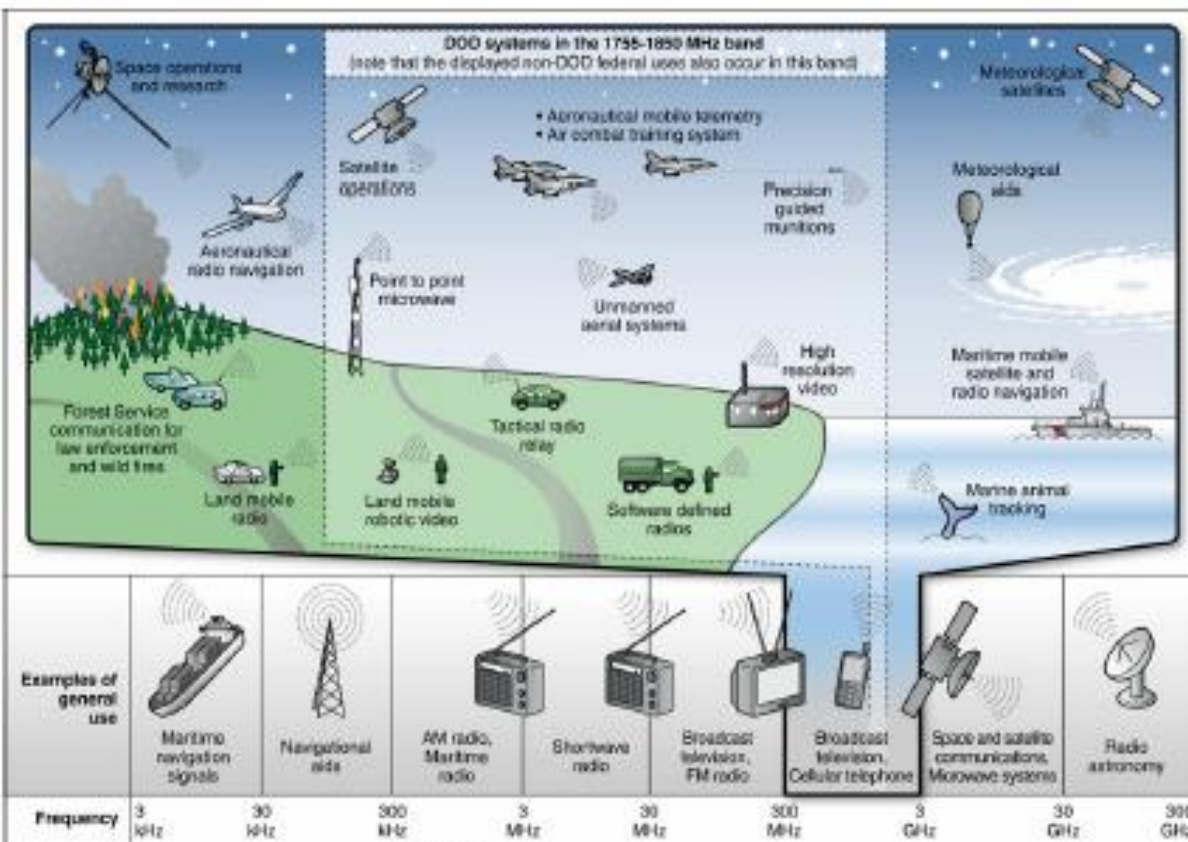 DOD systems in the 1755-1850 MHz band
(note that the displayed non-DOD federal uses also occur in this band)
Space operations
and research
Meteorological
satellites
• Aeronautical mobile telemetry
• Air combat training system
Satellite
operations
Precision
guided
munitions
Meteorological
aids
Aeronautical
radio navigation
Point to point
microwave
Unmanned
aerial systems
High
resolution
video
Maritime mobile
satellite and
radio navigation
Forest Service
communication for
law enforcement
and wild fires
Tactical radio
relay
Land mobile
radio
Land mobile
robotic video
Software defined
radios
Marine animal
tracking
Examples of
general
use
Maritime
navigation
signals
Navigational
aids
AM radio,
Maritime
radio
Shortwave
radio
Broadcast
television,
FM radio
Broadcast
television,
Cellular telephone
Space and satellite
communications,
Microwave systems
Radio
astronomy
Frequency
3 kHz
30 kHz
300 kHz
3 MHz
30 MHz
300 MHz
3 GHz
30 GHz
300 GHz